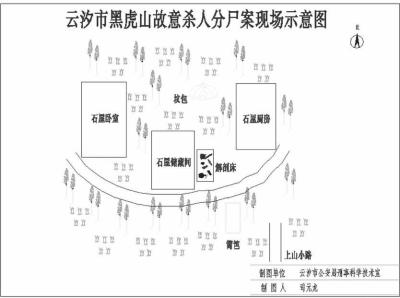 云汐市黑虎山故意杀人分尸案现场示意图
北
坟包
石屋卧室
石屋厨房
石屋储藏间
解剖床
背筐
上山小路
制图单位 云汐市公安局刑事科学技术室
制图人 司元龙